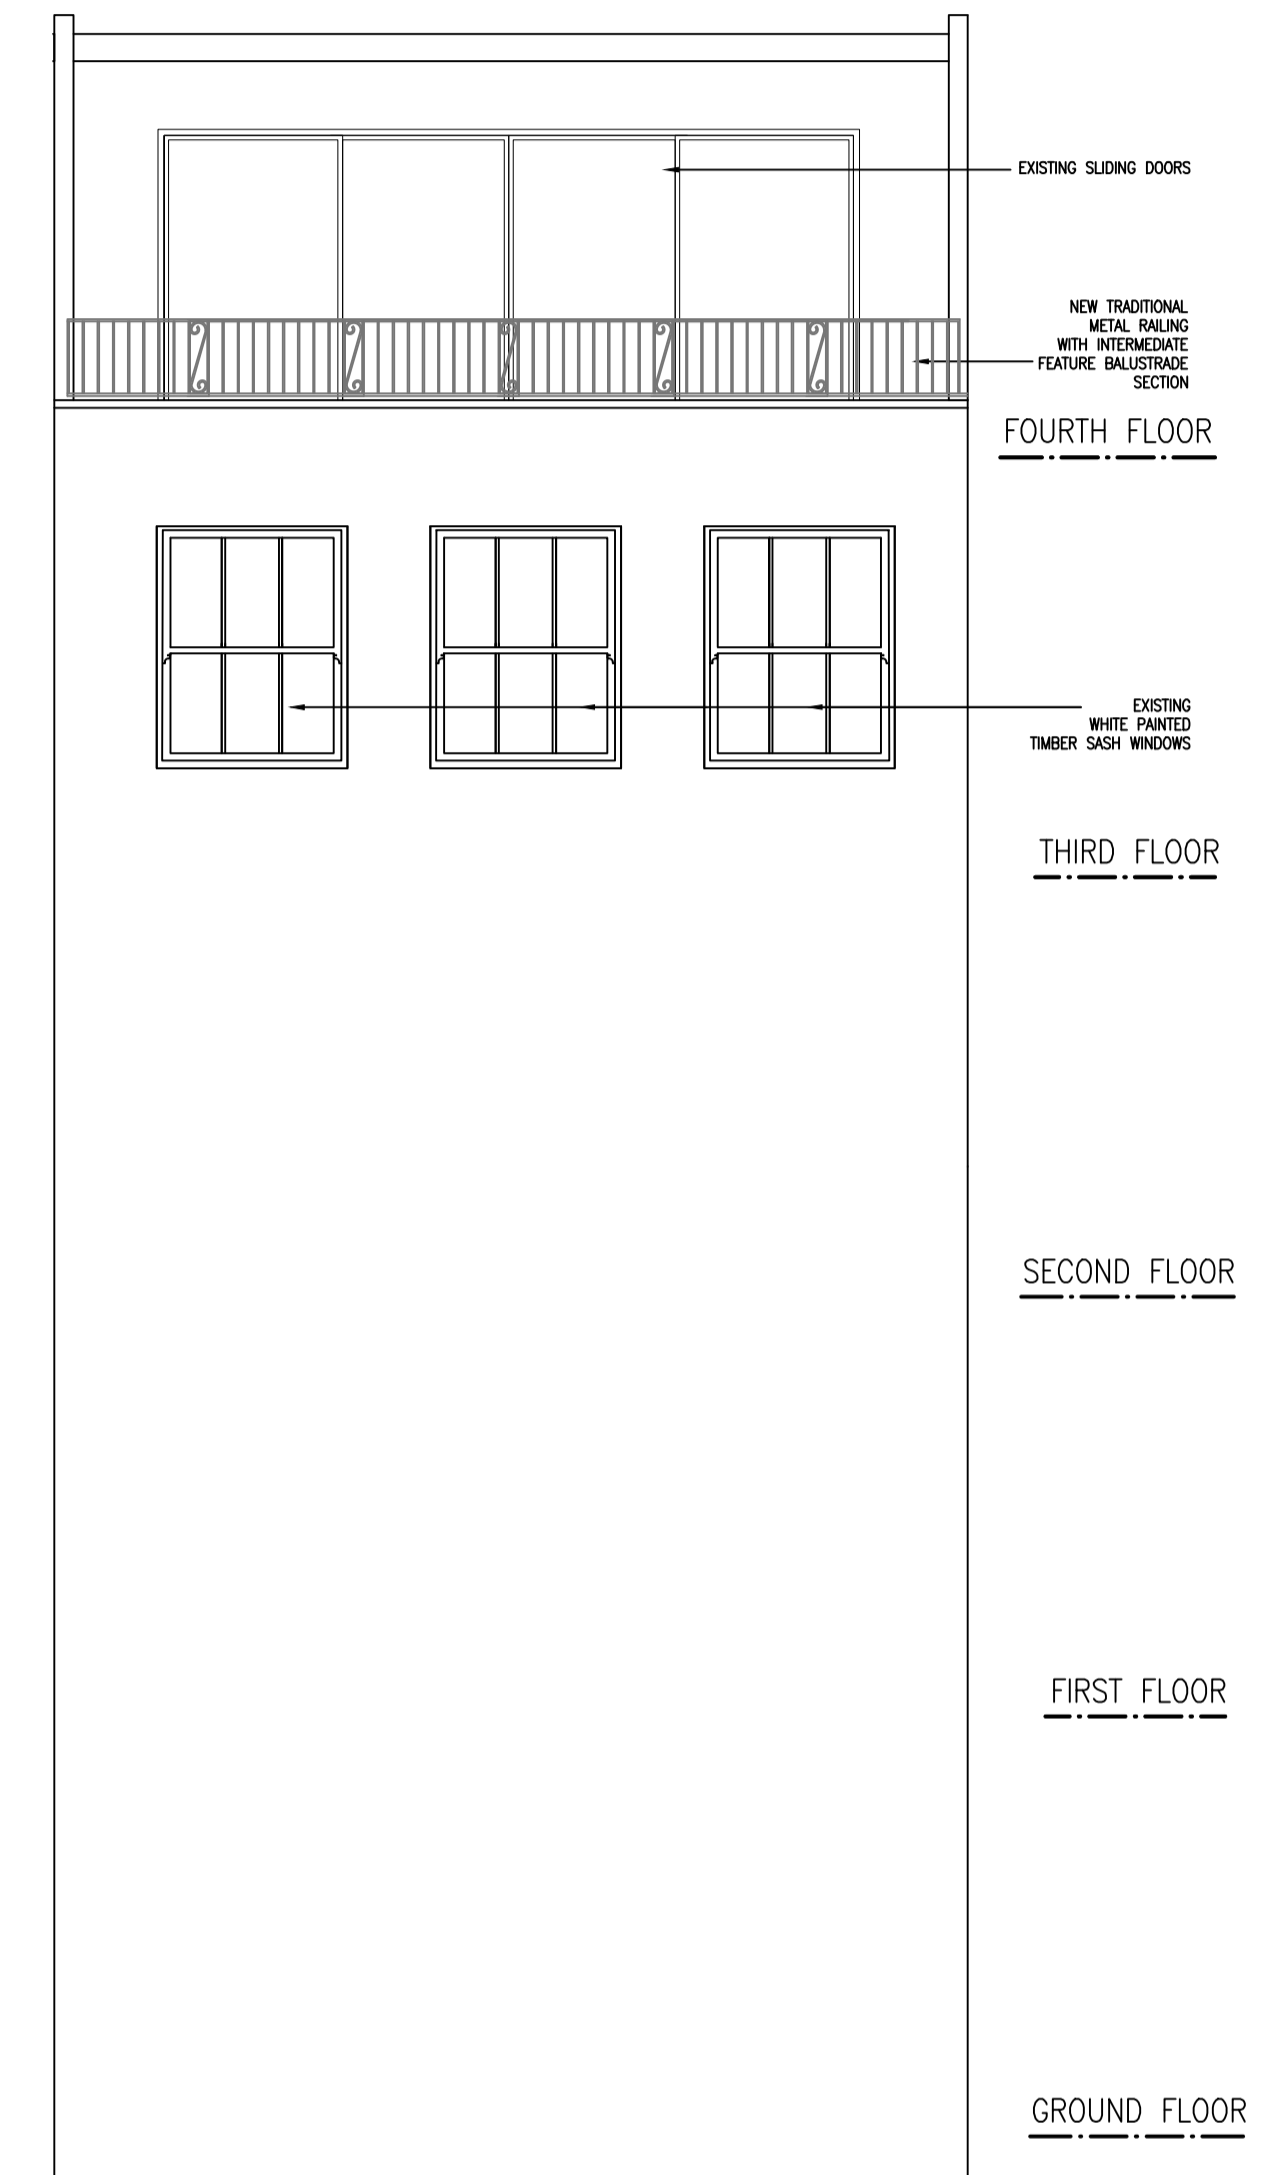 EXISTING SLIDING DOORS
NEW TRADITIONAL
METAL RAILING
WITH INTERMEDIATE
FEATURE BALUSTRADE
SECTION
FOURTH FLOOR
EXISTING
WHITE PAINTED
TIMBER SASH WINDOWS
THIRD FLOOR
SECOND FLOOR
FIRST FLOOR
GROUND FLOOR